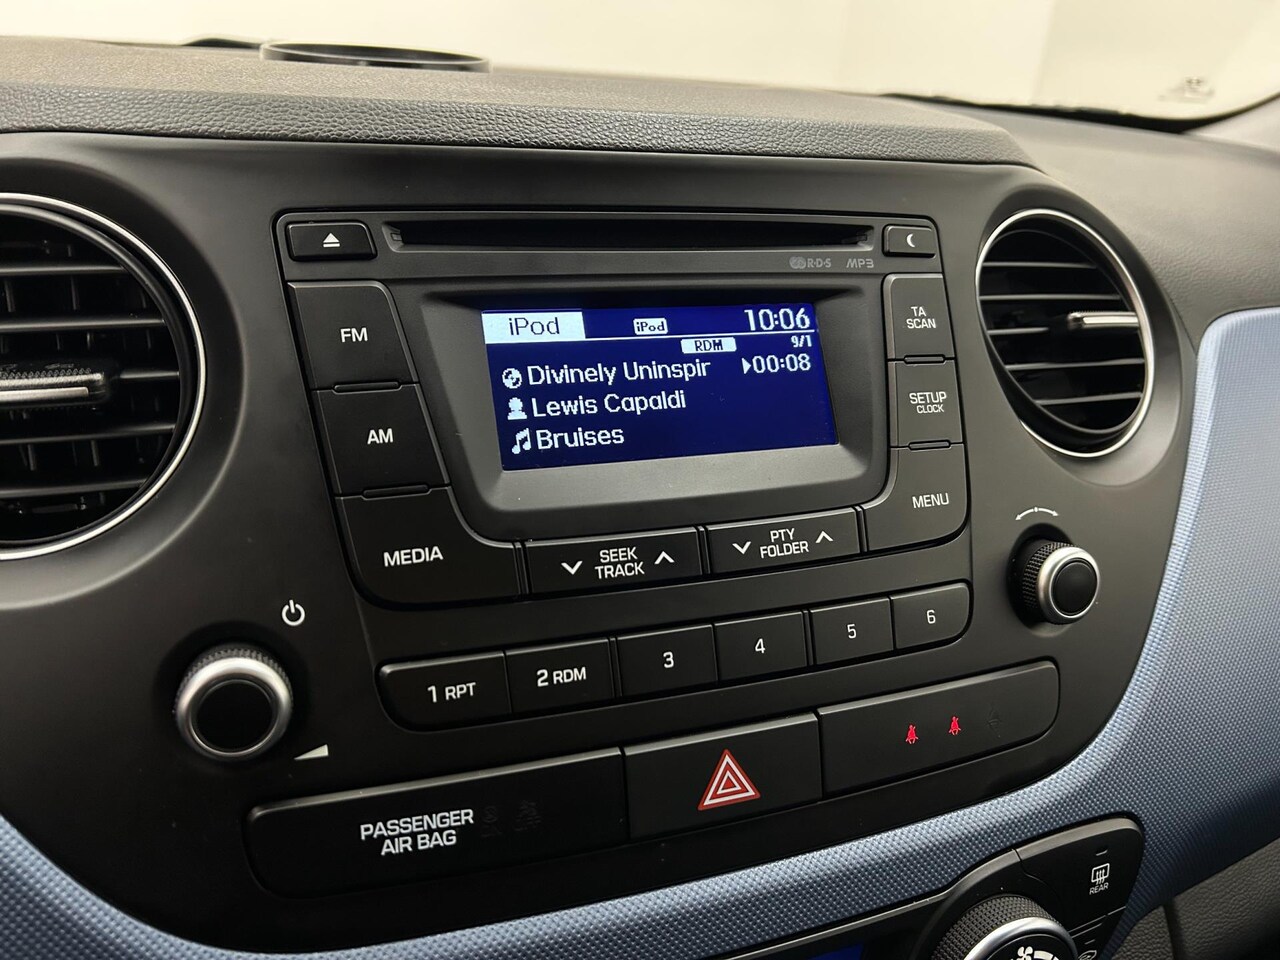 R·D·S MP3
FM
AM
MEDIA
iPod iPod 10:06
RDM 9/1
Divinely Uninspir 00:08
Lewis Capaldi
Bruises
TA
SCAN
SETUP
CLOCK
MENU
SEEK
TRACK
PTY
FOLDER
1 RPT 2 RDM 3 4 5 6
PASSENGER
AIR BAG
REAR